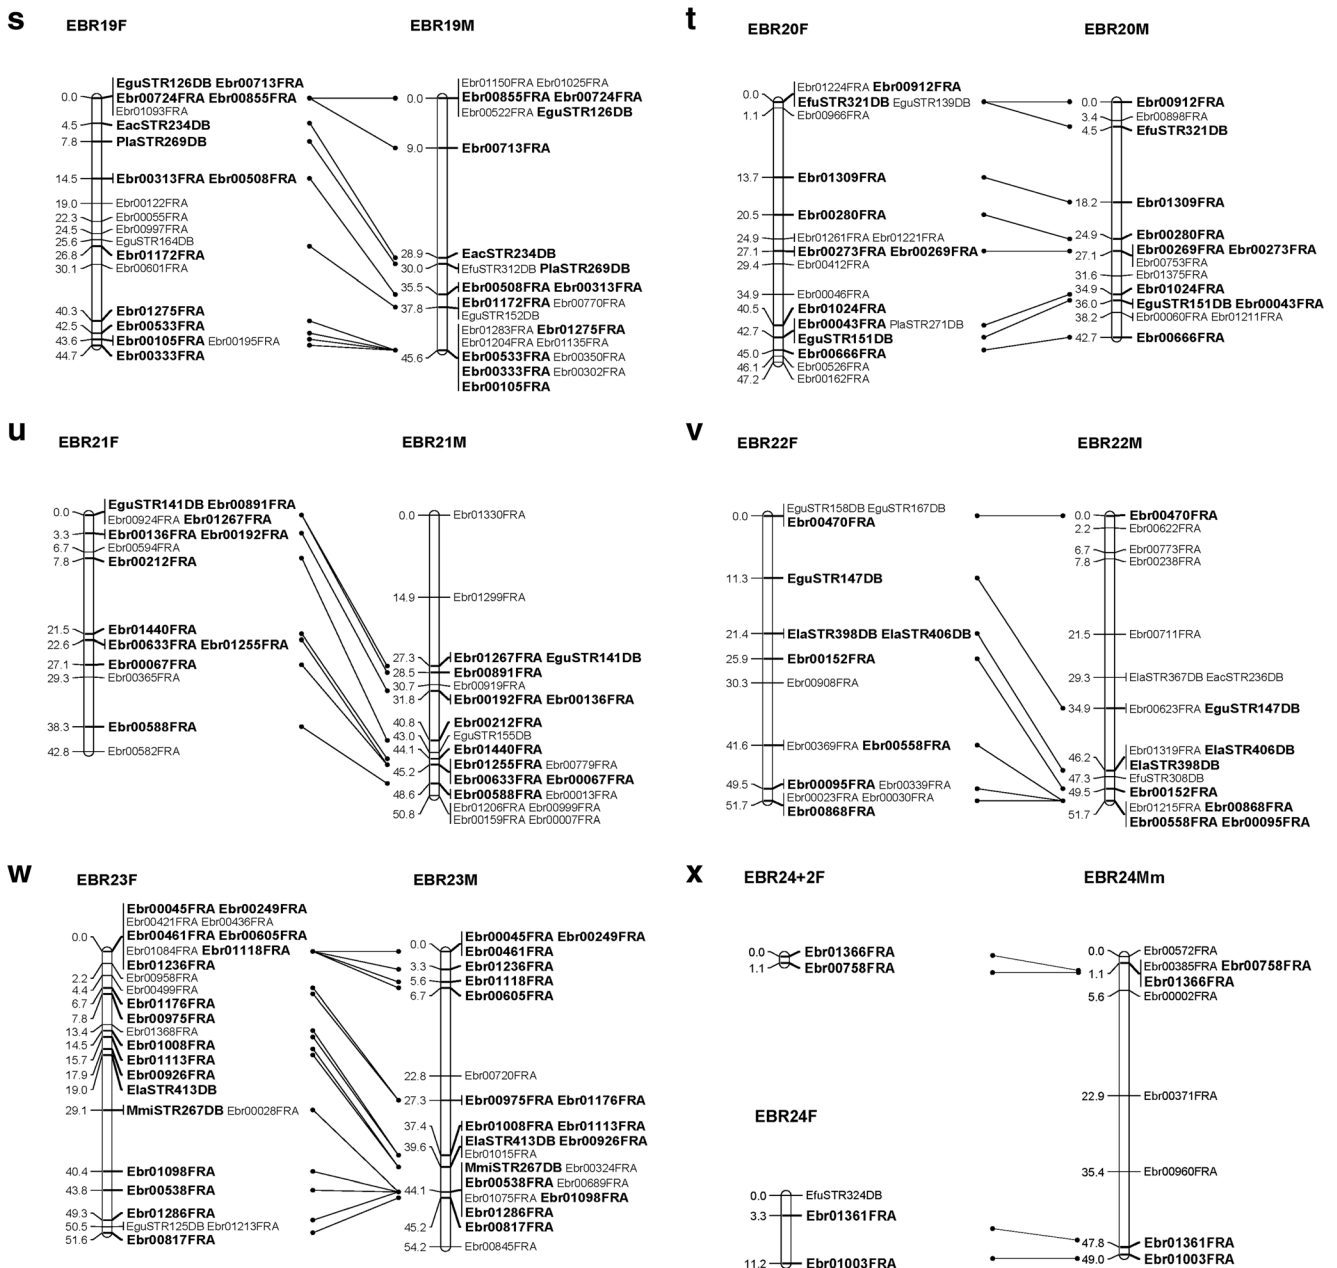 s
EBR19F
EBR19M
EguSTR126DB Ebr00713FRA
0.0 Ebr00724FRA Ebr00855FRA
Ebr01093FRA
4.5 EacSTR234DB
7.8 PlaSTR269DB
14.5 Ebr00313FRA Ebr00508FRA
19.0 Ebr00122FRA
22.3 Ebr00055FRA
24.5 Ebr00997FRA
25.6 EguSTR164DB
26.8 Ebr01172FRA
30.1 Ebr00601FRA
40.3 Ebr01275FRA
42.5 Ebr00533FRA
43.6 Ebr00105FRA Ebr00195FRA
44.7 Ebr00333FRA
Ebr01150FRA Ebr01025FRA
0.0 Ebr00855FRA Ebr00724FRA
Ebr00522FRA EguSTR126DB
9.0 Ebr00713FRA
28.9 EacSTR234DB
30.0 EfuSTR312DB PlaSTR269DB
35.5 Ebr00508FRA Ebr00313FRA
37.8 Ebr01172FRA Ebr00770FRA
EguSTR152DB
Ebr01283FRA Ebr01275FRA
Ebr01204FRA Ebr01135FRA
45.6 Ebr00533FRA Ebr00350FRA
Ebr00333FRA Ebr00302FRA
Ebr00105FRA
t
EBR20F
EBR20M
Ebr01224FRA Ebr00912FRA
0.0 EfuSTR321DB EguSTR139DB
1.1 Ebr00966FRA
13.7 Ebr01309FRA
20.5 Ebr00280FRA
24.9 Ebr01261FRA Ebr01221FRA
27.1 Ebr00273FRA Ebr00269FRA
29.4 Ebr00412FRA
34.9 Ebr00046FRA
40.5 Ebr01024FRA
42.7 Ebr00043FRA PlaSTR271DB
EguSTR151DB
45.0 Ebr00666FRA
46.1 Ebr00526FRA
47.2 Ebr00162FRA
0.0 Ebr00912FRA
3.4 Ebr00898FRA
4.5 EfuSTR321DB
18.2 Ebr01309FRA
24.9 Ebr00280FRA
27.1 Ebr00269FRA Ebr00273FRA
Ebr00753FRA
31.6 Ebr01375FRA
34.9 Ebr01024FRA
36.0 EguSTR151DB Ebr00043FRA
38.2 Ebr00060FRA Ebr01211FRA
42.7 Ebr00666FRA
u
EBR21F
EBR21M
EguSTR141DB Ebr00891FRA
0.0 Ebr00924FRA Ebr01267FRA
3.3 Ebr00136FRA Ebr00192FRA
6.7 Ebr00594FRA
7.8 Ebr00212FRA
21.5 Ebr01440FRA
22.6 Ebr00633FRA Ebr01255FRA
27.1 Ebr00067FRA
29.3 Ebr00365FRA
38.3 Ebr00588FRA
42.8 Ebr00582FRA
0.0 Ebr01330FRA
14.9 Ebr01299FRA
27.3 Ebr01267FRA EguSTR141DB
28.5 Ebr00891FRA
30.7 Ebr00919FRA
31.8 Ebr00192FRA Ebr00136FRA
40.8 Ebr00212FRA
43.0 EguSTR155DB
44.1 Ebr01440FRA
45.2 Ebr01255FRA Ebr00779FRA
Ebr00633FRA Ebr00067FRA
48.6 Ebr00588FRA Ebr00013FRA
50.8 Ebr01206FRA Ebr00999FRA
Ebr00159FRA Ebr00007FRA
v
EBR22F
EBR22M
EguSTR158DB EguSTR167DB
0.0 Ebr00470FRA
11.3 EguSTR147DB
21.4 ElaSTR398DB ElaSTR406DB
25.9 Ebr00152FRA
30.3 Ebr00908FRA
41.6 Ebr00369FRA Ebr00558FRA
49.5 Ebr00095FRA Ebr00339FRA
51.7 Ebr00023FRA Ebr00030FRA
Ebr00868FRA
0.0 Ebr00470FRA
2.2 Ebr00622FRA
6.7 Ebr00773FRA
7.8 Ebr00238FRA
21.5 Ebr00711FRA
29.3 ElaSTR367DB EacSTR236DB
34.9 Ebr00623FRA EguSTR147DB
46.2 Ebr01319FRA ElaSTR406DB
ElaSTR398DB
47.3 EfuSTR308DB
49.5 Ebr00152FRA
51.7 Ebr01215FRA Ebr00868FRA
Ebr00558FRA Ebr00095FRA
w
EBR23F
EBR23M
Ebr00045FRA Ebr00249FRA
Ebr00421FRA Ebr00436FRA
0.0 Ebr00461FRA Ebr00605FRA
Ebr01084FRA Ebr01118FRA
Ebr01236FRA
2.2 Ebr00958FRA
4.4 Ebr00499FRA
6.7 Ebr01176FRA
7.8 Ebr00975FRA
13.4 Ebr01368FRA
14.5 Ebr01008FRA
15.7 Ebr01113FRA
17.9 Ebr00926FRA
19.0 ElaSTR413DB
29.1 MmiSTR267DB Ebr00028FRA
40.4 Ebr01098FRA
43.8 Ebr00538FRA
49.3 Ebr01286FRA
50.5 EguSTR125DB Ebr01213FRA
51.6 Ebr00817FRA
0.0 Ebr00045FRA Ebr00249FRA
Ebr00461FRA
3.3 Ebr01236FRA
5.6 Ebr01118FRA
6.7 Ebr00605FRA
22.8 Ebr00720FRA
27.3 Ebr00975FRA Ebr01176FRA
37.4 Ebr01008FRA Ebr01113FRA
39.6 ElaSTR413DB Ebr00926FRA
Ebr01015FRA
MmiSTR267DB Ebr00324FRA
Ebr00538FRA Ebr00689FRA
44.1 Ebr01075FRA Ebr01098FRA
Ebr01286FRA
45.2 Ebr00817FRA
54.2 Ebr00845FRA
x
EBR24+2F
EBR24Mm
0.0 Ebr01366FRA
1.1 Ebr00758FRA
EBR24F
0.0 EfuSTR324DB
3.3 Ebr01361FRA
11.2 Ebr01003FRA
0.0 Ebr00572FRA
1.1 Ebr00385FRA Ebr00758FRA
Ebr01366FRA
5.6 Ebr00002FRA
22.9 Ebr00371FRA
35.4 Ebr00960FRA
47.8 Ebr01361FRA
49.0 Ebr01003FRA